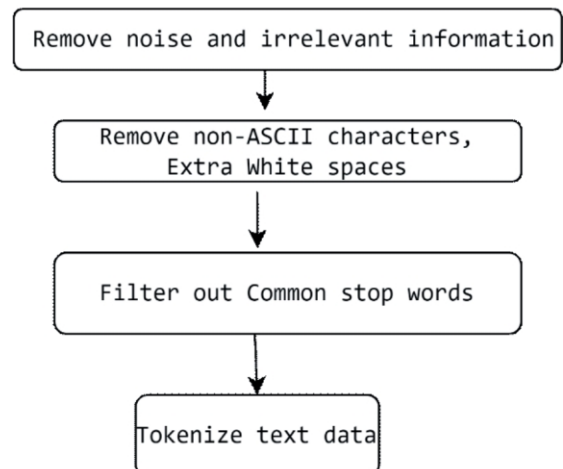 Remove noise and irrelevant information
Remove non-ASCII characters,
Extra White spaces
Filter out Common stop words
Tokenize text data